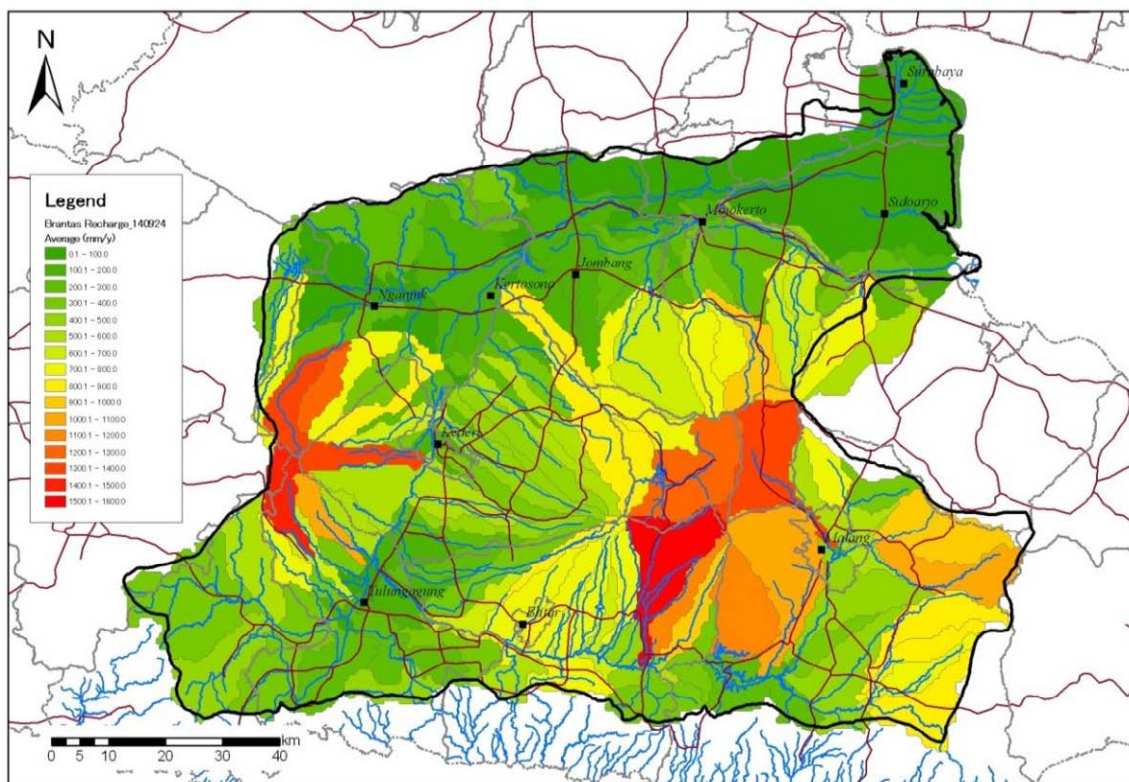 N
Surabaya
Legend
Brantas Recharge_140924
Average (mm/y)
0.1 - 100.0
100.1 - 200.0
200.1 - 300.0
300.1 - 400.0
400.1 - 500.0
500.1 - 600.0
600.1 - 700.0
700.1 - 800.0
800.1 - 900.0
900.1 - 1000.0
1000.1 - 1100.0
1100.1 - 1200.0
1200.1 - 1300.0
1300.1 - 1400.0
1400.1 - 1500.0
1500.1 - 1600.0
Sidoarjo
Mojokerto
Jombang
Kertosono
Nganjuk
Kediri
Malang
Tulungagung
Blitar
km
0 5 10 20 30 40